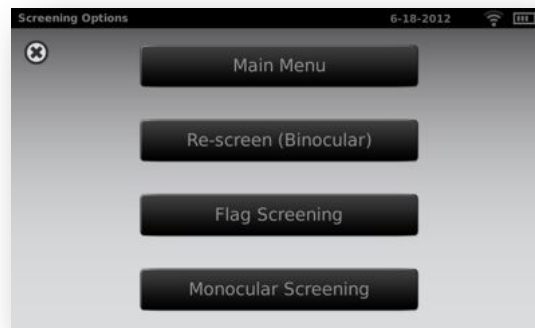 Screening Options 6-18-2012
Main Menu
Re-screen (Binocular)
Flag Screening
Monocular Screening